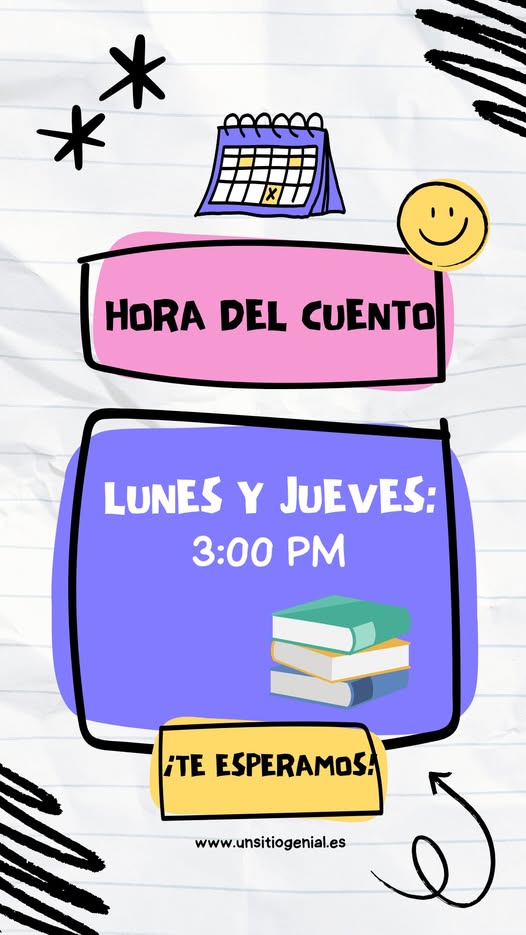 HORA DEL CUENTO
LUNES Y JUEVES:
3:00 PM
¡TE ESPERAMOS!
www.unsitiogenial.es